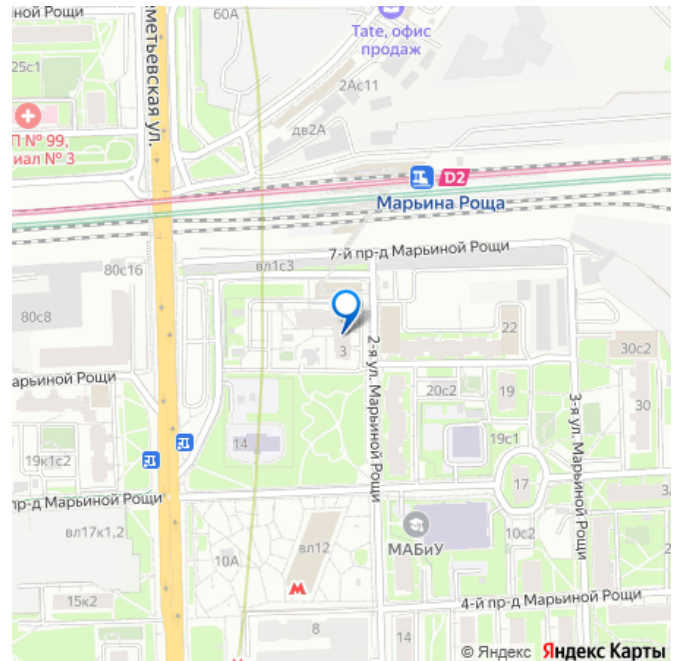 ной Рощи
60А
Tate, офис
продаж
25с1
2Ас11
метьевская ул.
дв2А
П № 99,
иал № 3
D2
Марьина Роща
7-й пр-д Марьиной Рощи
вл1с3
80с16
80с8
22
3
2-я ул. Марьиной Рощи
30с2
арьиной Рощи
20с2
19
3-я ул. Марьиной Рощи
30
14
19с1
19к1с2
17
пр-д Марьиной Рощи
вл17к1,2
МАБиУ
10с2
вл12
10А
15к2
4-й пр-д Марьиной Рощи
8
14
© Яндекс Яндекс Карты